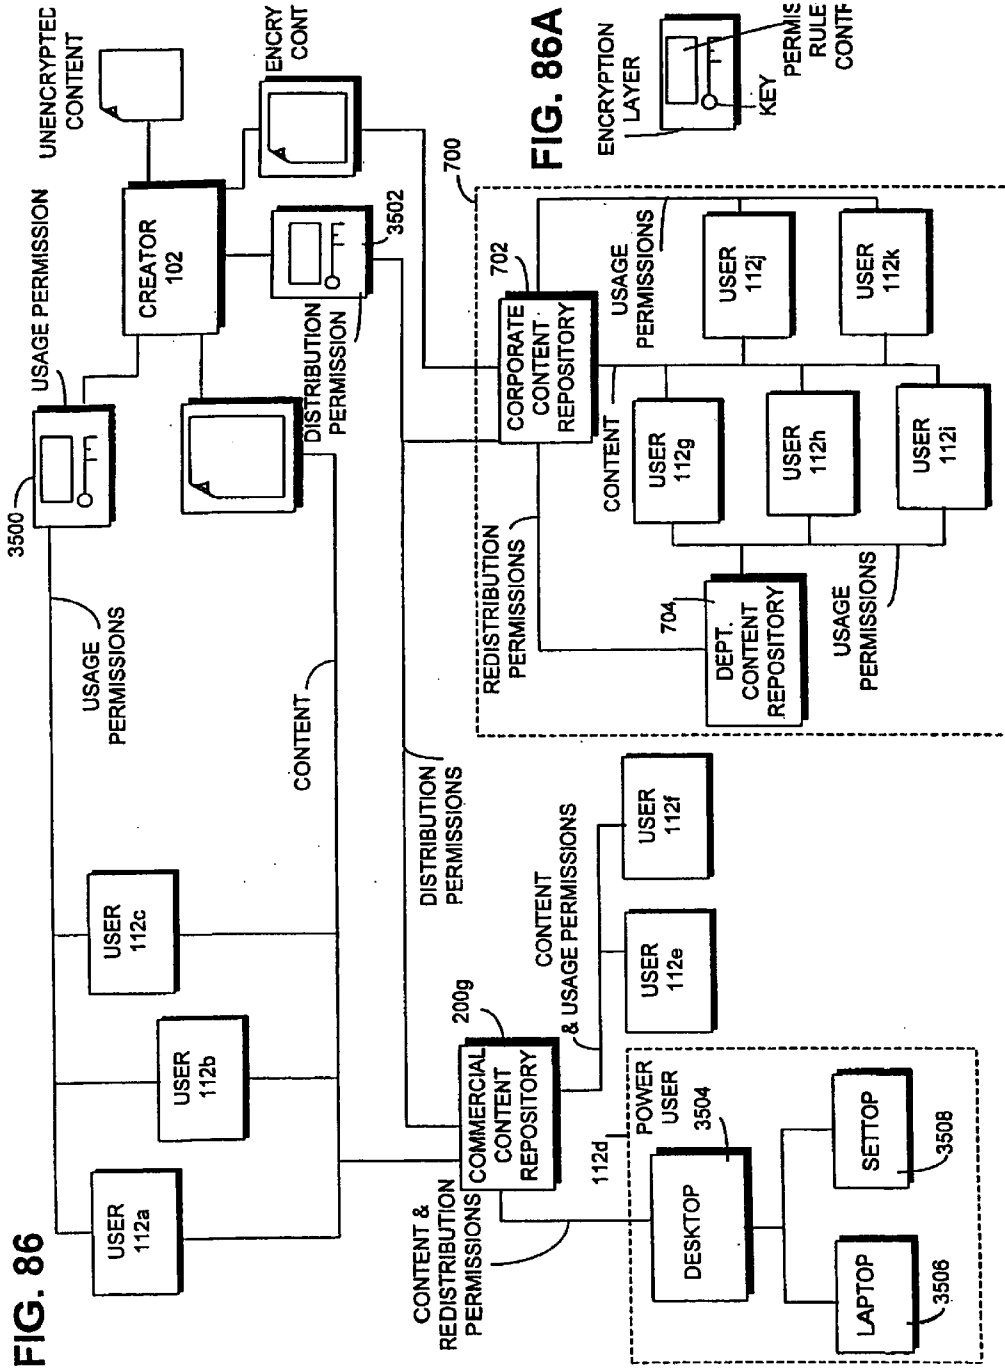 FIG. 86
USER
112a
USER
112b
USER
112c
USAGE
PERMISSIONS
3500
USAGE PERMISSION
CREATOR
102
UNENCRYPTED
CONTENT
CONTENT
DISTRIBUTION
PERMISSION
3502
DISTRIBUTION
PERMISSIONS
CONTENT &
REDISTRIBUTION
PERMISSIONS
COMMERCIAL
CONTENT
REPOSITORY
200g
CONTENT
& USAGE PERMISSIONS
USER
112e
USER
112f
112d
POWER
USER
DESKTOP
3504
LAPTOP
3506
SETTOP
3508
700
CORPORATE
CONTENT
REPOSITORY
702
REDISTRIBUTION
PERMISSIONS
CONTENT
USAGE
PERMISSIONS
704
DEPT.
CONTENT
REPOSITORY
USER
112g
USER
112h
USER
112i
USER
112j
USER
112k
USAGE
PERMISSIONS
FIG. 86A
ENCRYPTION
LAYER
KEY